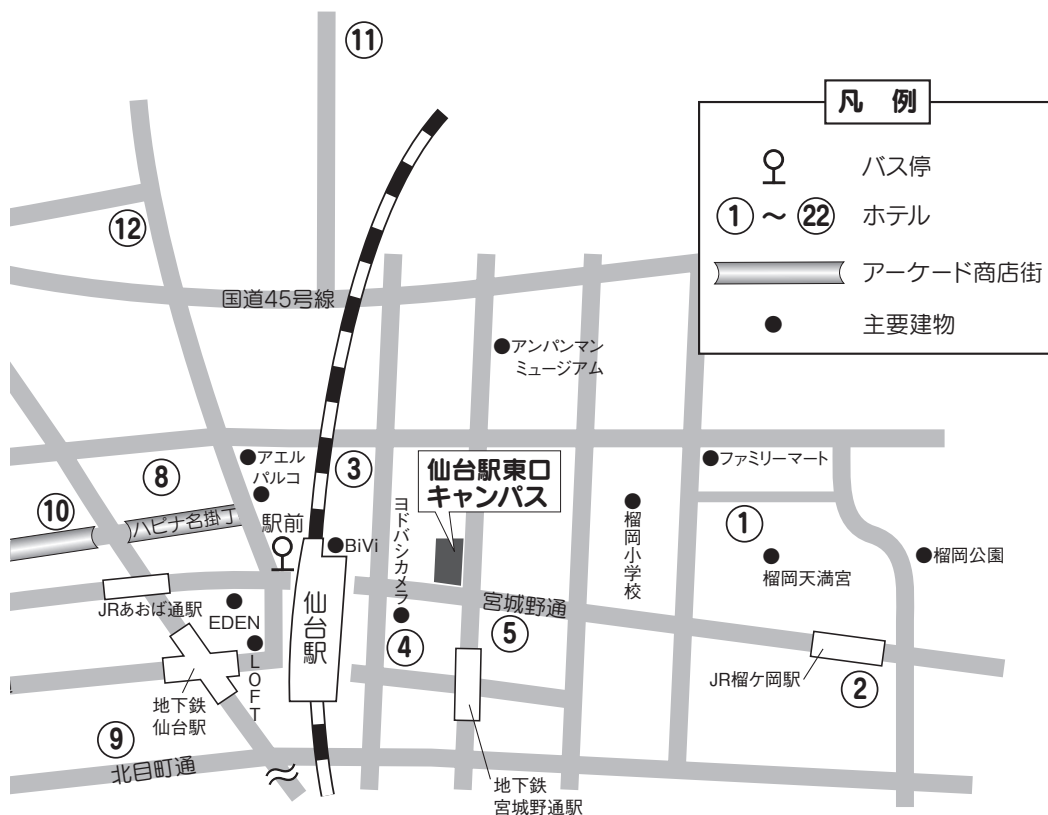 ⑪
凡 例
バス停
①～㉒ ホテル
アーケード商店街
主要建物
⑫
国道45号線
アンパンマン
ミュージアム
アエル
パルコ
⑧
③
仙台駅東口
キャンパス
ファミリーマート
⑩
ハピナ名掛丁
駅前
BiVi
ヨドバシカメラ
榴岡小学校
①
榴岡天満宮
榴岡公園
JRあおば通駅
EDEN
LOFT
仙台駅
④
⑤
宮城野通
JR榴ケ岡駅
②
地下鉄
仙台駅
⑨
北目町通
地下鉄
宮城野通駅